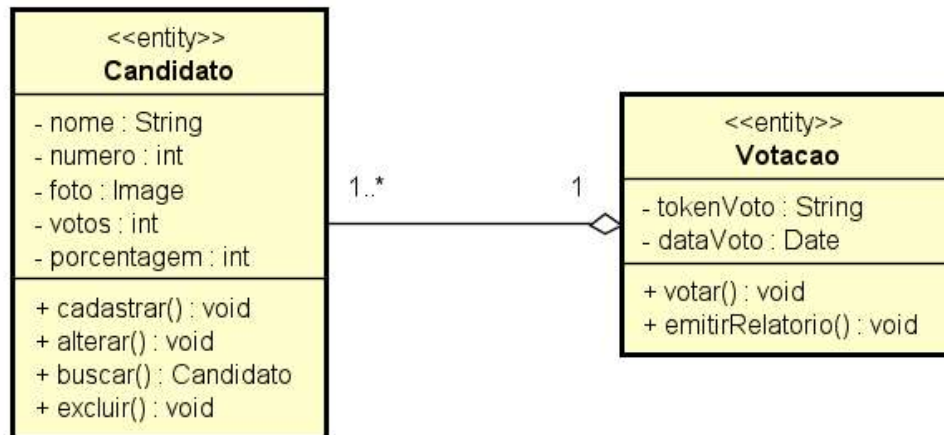 <<entity>>
Candidato
- nome : String
- numero : int
- foto : Image
- votos : int
- porcentagem : int
+ cadastrar() : void
+ alterar() : void
+ buscar() : Candidato
+ excluir() : void
1..*
1
<<entity>>
Votacao
- tokenVoto : String
- dataVoto : Date
+ votar() : void
+ emitirRelatorio() : void